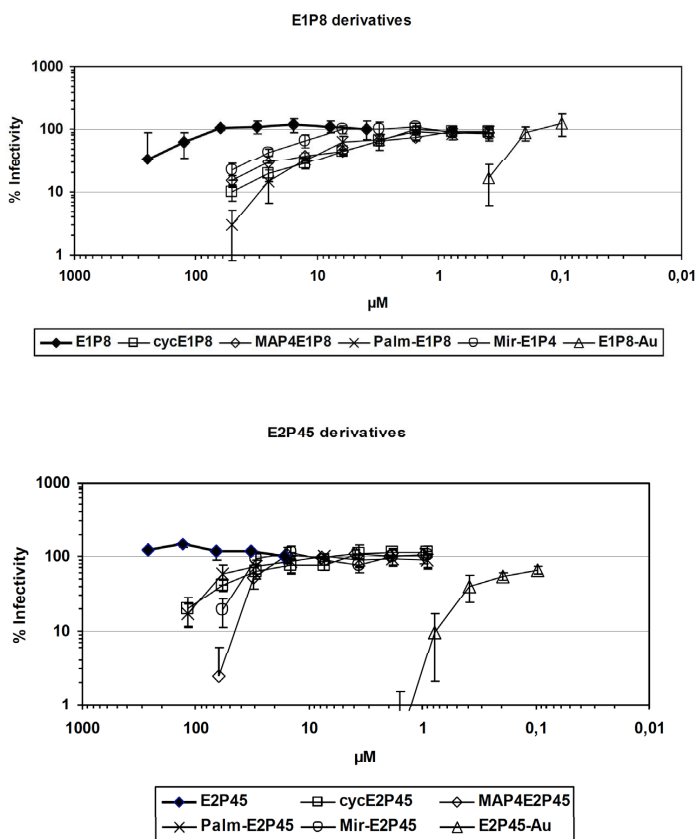 E1P8 derivatives
1000
100
10
1
% Infectivity
1000 100 10 1 0,1 0,01
µM
E1P8 cycE1P8 MAP4E1P8 Palm-E1P8 Mir-E1P4 E1P8-Au
E2P45 derivatives
1000
100
10
1
% Infectivity
1000 100 10 1 0,1 0,01
µM
E2P45 cycE2P45 MAP4E2P45
Palm-E2P45 Mir-E2P45 E2P45-Au